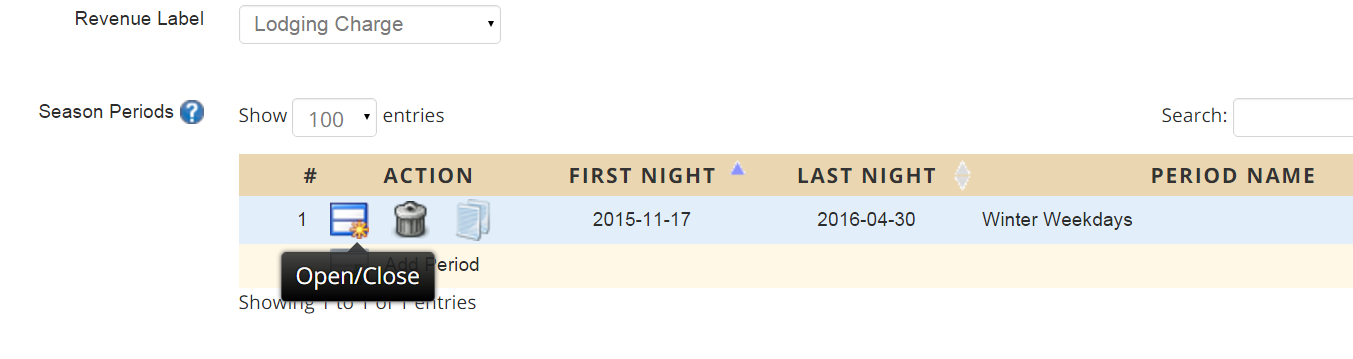 Revenue Label Lodging Charge
Season Periods ? Show 100 entries Search:
# ACTION FIRST NIGHT LAST NIGHT PERIOD NAME
1 2015-11-17 2016-04-30 Winter Weekdays
Add Period
Open/Close
Showing 1 to 1 of 1 entries